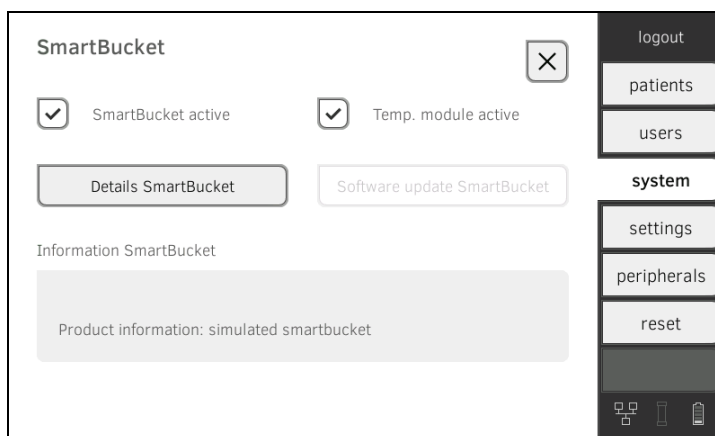 SmartBucket
SmartBucket active
Temp. module active
Details SmartBucket
Software update SmartBucket
Information SmartBucket
Product information: simulated smartbucket
logout
patients
users
system
settings
peripherals
reset